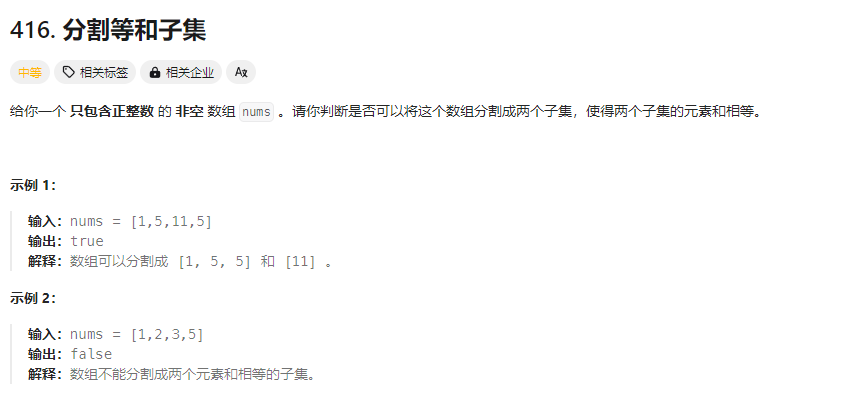 416. 分割等和子集
中等 相关标签 相关企业 A文
给你一个 只包含正整数 的 非空 数组 nums 。请你判断是否可以将这个数组分割成两个子集，使得两个子集的元素和相等。
示例 1：
输入：nums = [1,5,11,5]
输出：true
解释：数组可以分割成 [1, 5, 5] 和 [11] 。
示例 2：
输入：nums = [1,2,3,5]
输出：false
解释：数组不能分割成两个元素和相等的子集。